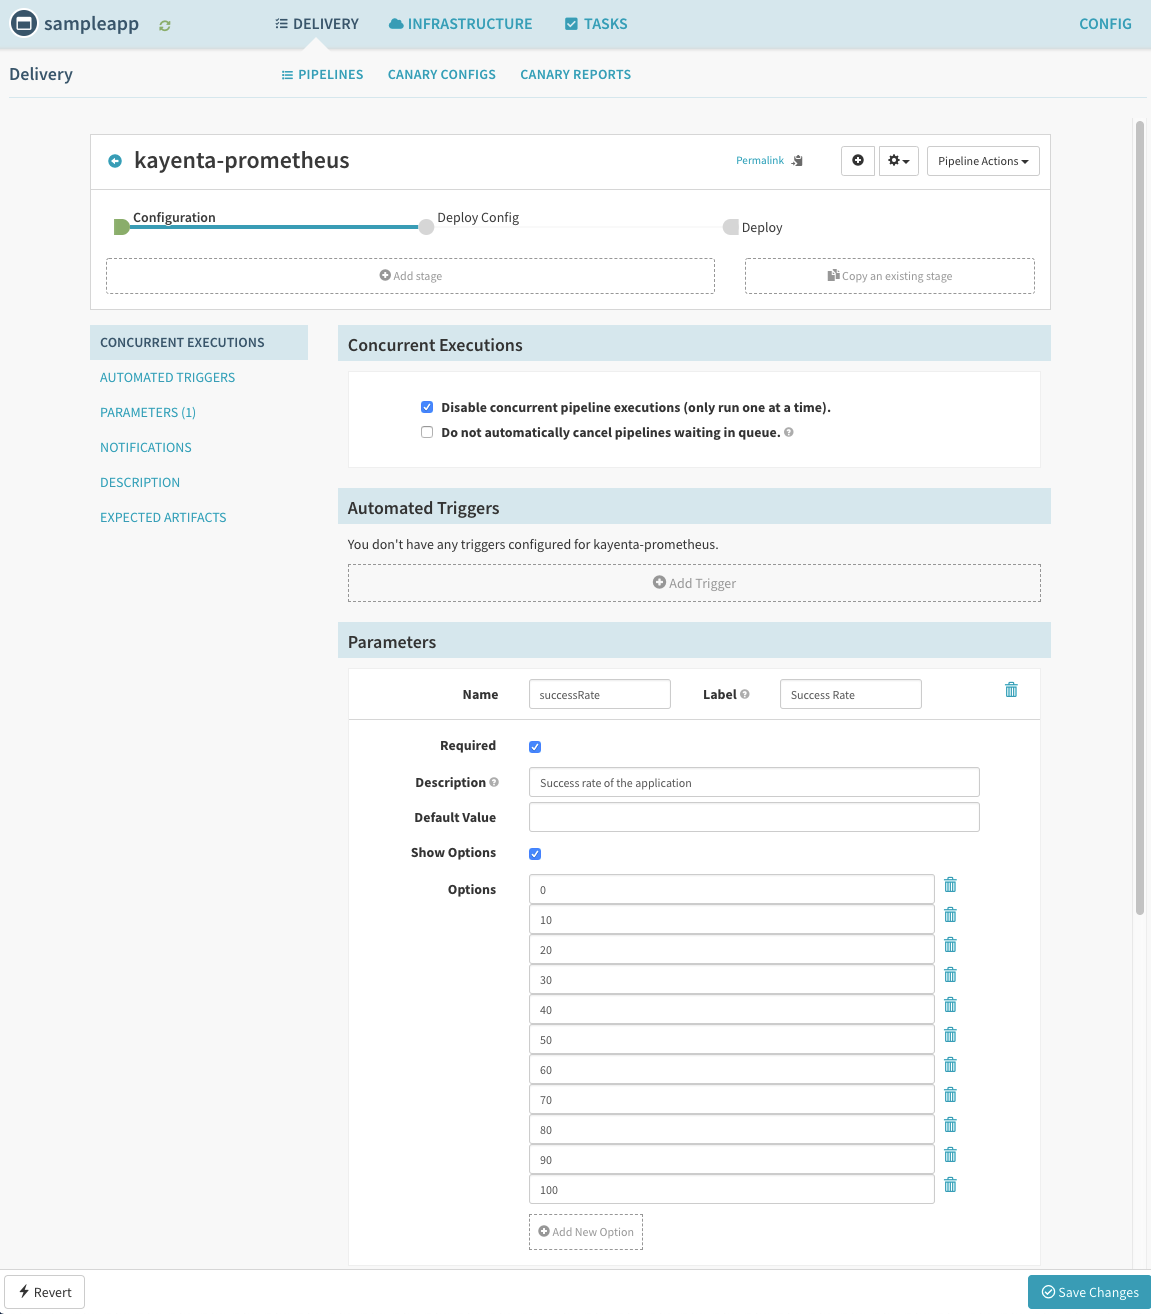 sampleapp
DELIVERY
INFRASTRUCTURE
TASKS
CONFIG
Delivery
PIPELINES
CANARY CONFIGS
CANARY REPORTS
kayenta-prometheus
Permalink
Pipeline Actions
Configuration
Deploy Config
Deploy
Add stage
Copy an existing stage
CONCURRENT EXECUTIONS
AUTOMATED TRIGGERS
PARAMETERS (1)
NOTIFICATIONS
DESCRIPTION
EXPECTED ARTIFACTS
Concurrent Executions
Disable concurrent pipeline executions (only run one at a time).
Do not automatically cancel pipelines waiting in queue.
Automated Triggers
You don't have any triggers configured for kayenta-prometheus.
Add Trigger
Parameters
Name successRate Label Success Rate
Required
Description Success rate of the application
Default Value
Show Options
Options 0
10
20
30
40
50
60
70
80
90
100
Add New Option
Revert
Save Changes